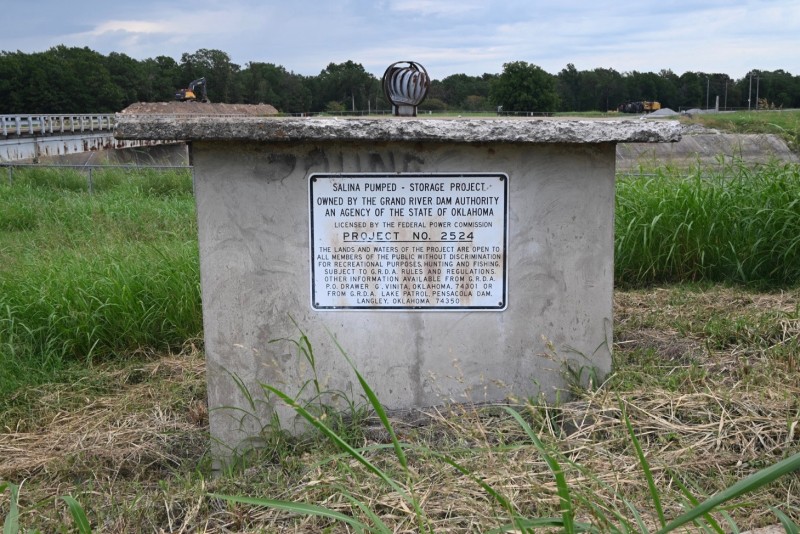 SALINA PUMPED - STORAGE PROJECT
OWNED BY THE GRAND RIVER DAM AUTHORITY
AN AGENCY OF THE STATE OF OKLAHOMA
LICENSED BY THE FEDERAL POWER COMMISSION
PROJECT NO. 2524
THE LANDS AND WATERS OF THE PROJECT ARE OPEN TO
ALL MEMBERS OF THE PUBLIC WITHOUT DISCRIMINATION
FOR RECREATIONAL PURPOSES, HUNTING AND FISHING,
SUBJECT TO G.R.D.A. RULES AND REGULATIONS.
OTHER INFORMATION AVAILABLE FROM G.R.D.A.
P.O. DRAWER G, VINITA, OKLAHOMA, 74301 OR
FROM G.R.D.A. LAKE PATROL, PENSACOLA DAM,
LANGLEY, OKLAHOMA 74350